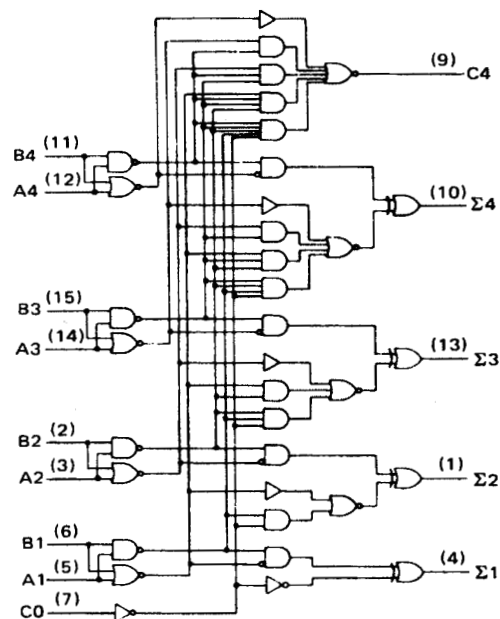 (9)
C4
B4 (11)
A4 (12)
(10)
Σ4
B3 (15)
A3 (14)
(13)
Σ3
B2 (2)
A2 (3)
(1)
Σ2
B1 (6)
A1 (5)
(4)
Σ1
C0 (7)